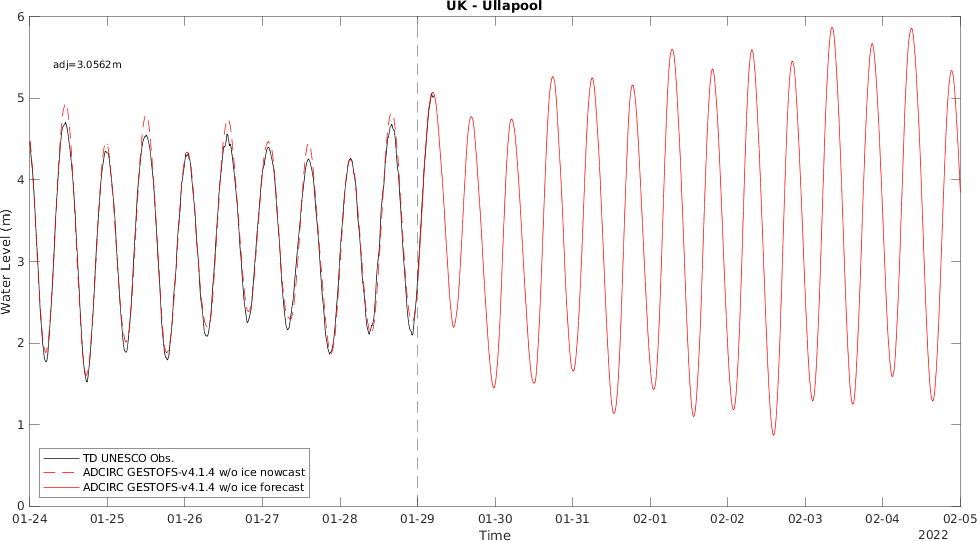 UK - Ullapool
6
adj=3.0562m
5
4
3
Water Level (m)
2
1
TD UNESCO Obs.
ADCIRC GESTOFS-v4.1.4 w/o ice nowcast
ADCIRC GESTOFS-v4.1.4 w/o ice forecast
0
01-24 01-25 01-26 01-27 01-28 01-29 01-30 01-31 02-01 02-02 02-03 02-04 02-05
Time
2022